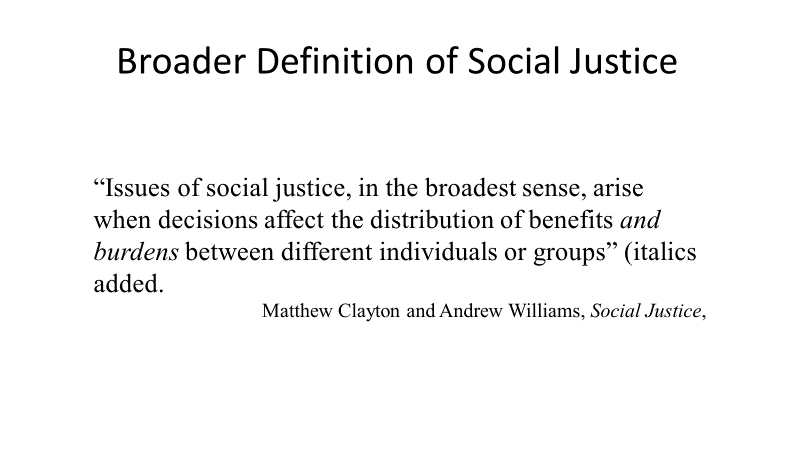 Broader Definition of Social Justice
“Issues of social justice, in the broadest sense, arise
when decisions affect the distribution of benefits and
burdens between different individuals or groups” (italics
added.
Matthew Clayton and Andrew Williams, Social Justice,